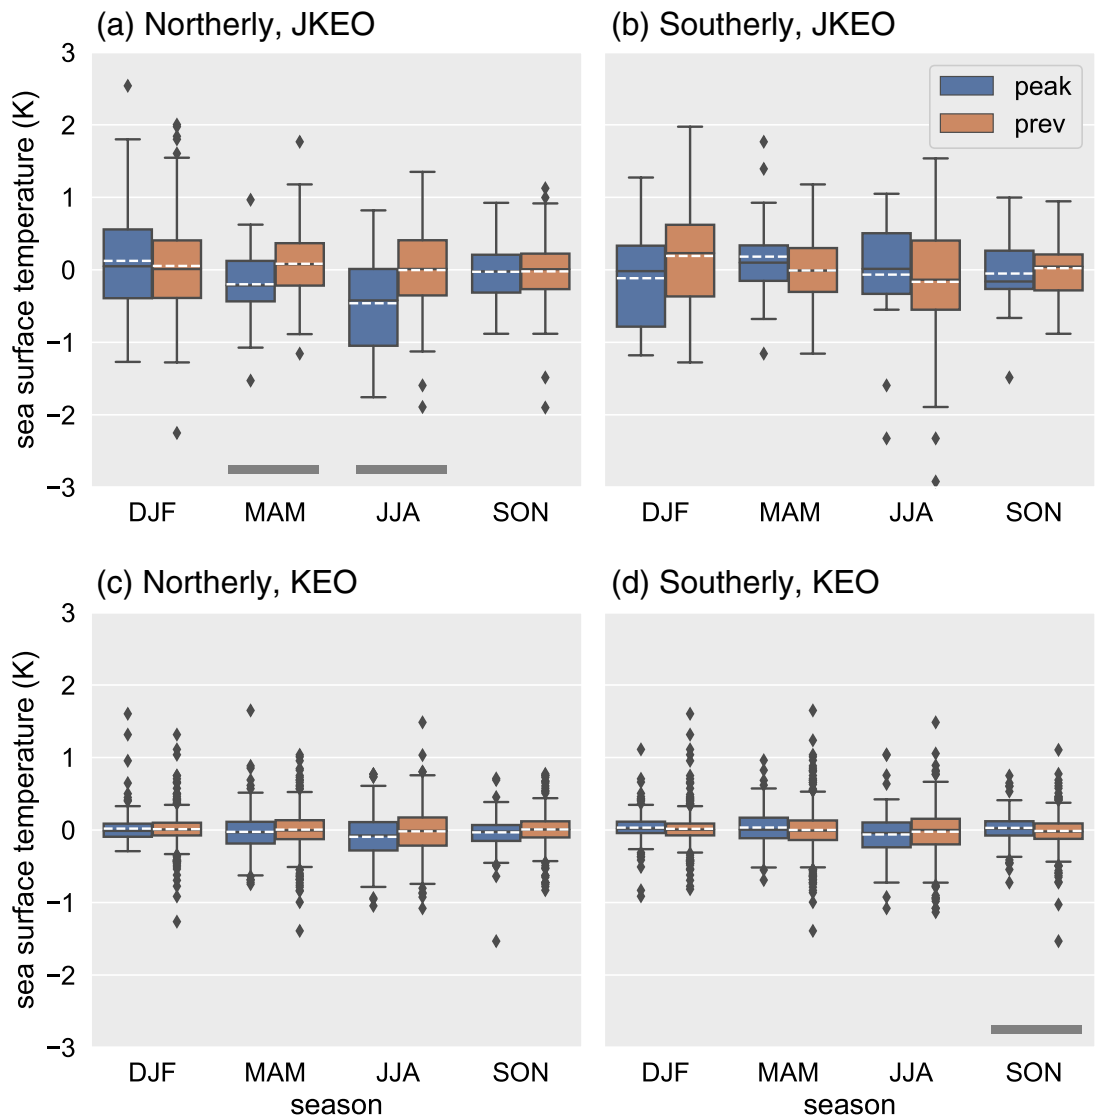 (a) Northerly, JKEO
(b) Southerly, JKEO
sea surface temperature (K)
3
2
1
0
−1
−2
−3
peak
prev
DJF MAM JJA SON
DJF MAM JJA SON
(c) Northerly, KEO
(d) Southerly, KEO
sea surface temperature (K)
3
2
1
0
−1
−2
−3
DJF MAM JJA SON
DJF MAM JJA SON
season
season